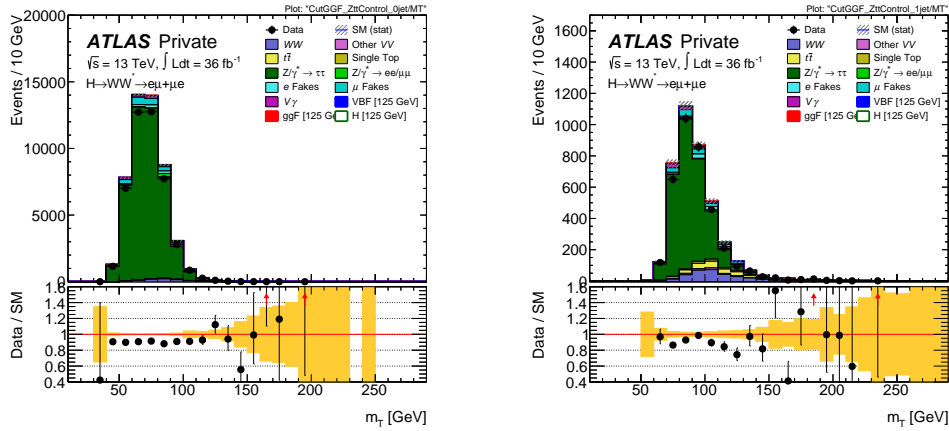 Plot: "CutGGF_ZttControl_0jet/MT"
Events / 10 GeV
20000
15000
10000
5000
0
ATLAS Private
√s = 13 TeV, ∫ Ldt = 36 fb⁻¹
H→WW*→eμ+μe
Data
SM (stat)
WW
Other VV
tt̄
Single Top
Z/γ*→ ττ
Z/γ*→ ee/μμ
e Fakes
μ Fakes
Vγ
VBF [125 GeV]
ggF [125 GeV]
H [125 GeV]
Data / SM
1.6
1.4
1.2
1
0.8
0.6
0.4
50 100 150 200 250
m_T [GeV]
Plot: "CutGGF_ZttControl_1jet/MT"
Events / 10 GeV
1600
1400
1200
1000
800
600
400
200
0
ATLAS Private
√s = 13 TeV, ∫ Ldt = 36 fb⁻¹
H→WW*→eμ+μe
Data
SM (stat)
WW
Other VV
tt̄
Single Top
Z/γ*→ ττ
Z/γ*→ ee/μμ
e Fakes
μ Fakes
Vγ
VBF [125 GeV]
ggF [125 GeV]
H [125 GeV]
Data / SM
1.6
1.4
1.2
1
0.8
0.6
0.4
50 100 150 200 250
m_T [GeV]